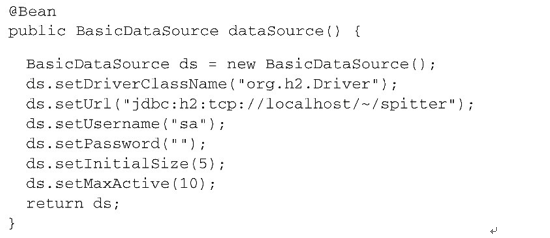 @Bean
public BasicDataSource dataSource() {
  BasicDataSource ds = new BasicDataSource();
  ds.setDriverClassName("org.h2.Driver");
  ds.setUrl("jdbc:h2:tcp://localhost/~/spitter");
  ds.setUsername("sa");
  ds.setPassword("");
  ds.setInitialSize(5);
  ds.setMaxActive(10);
  return ds;
}